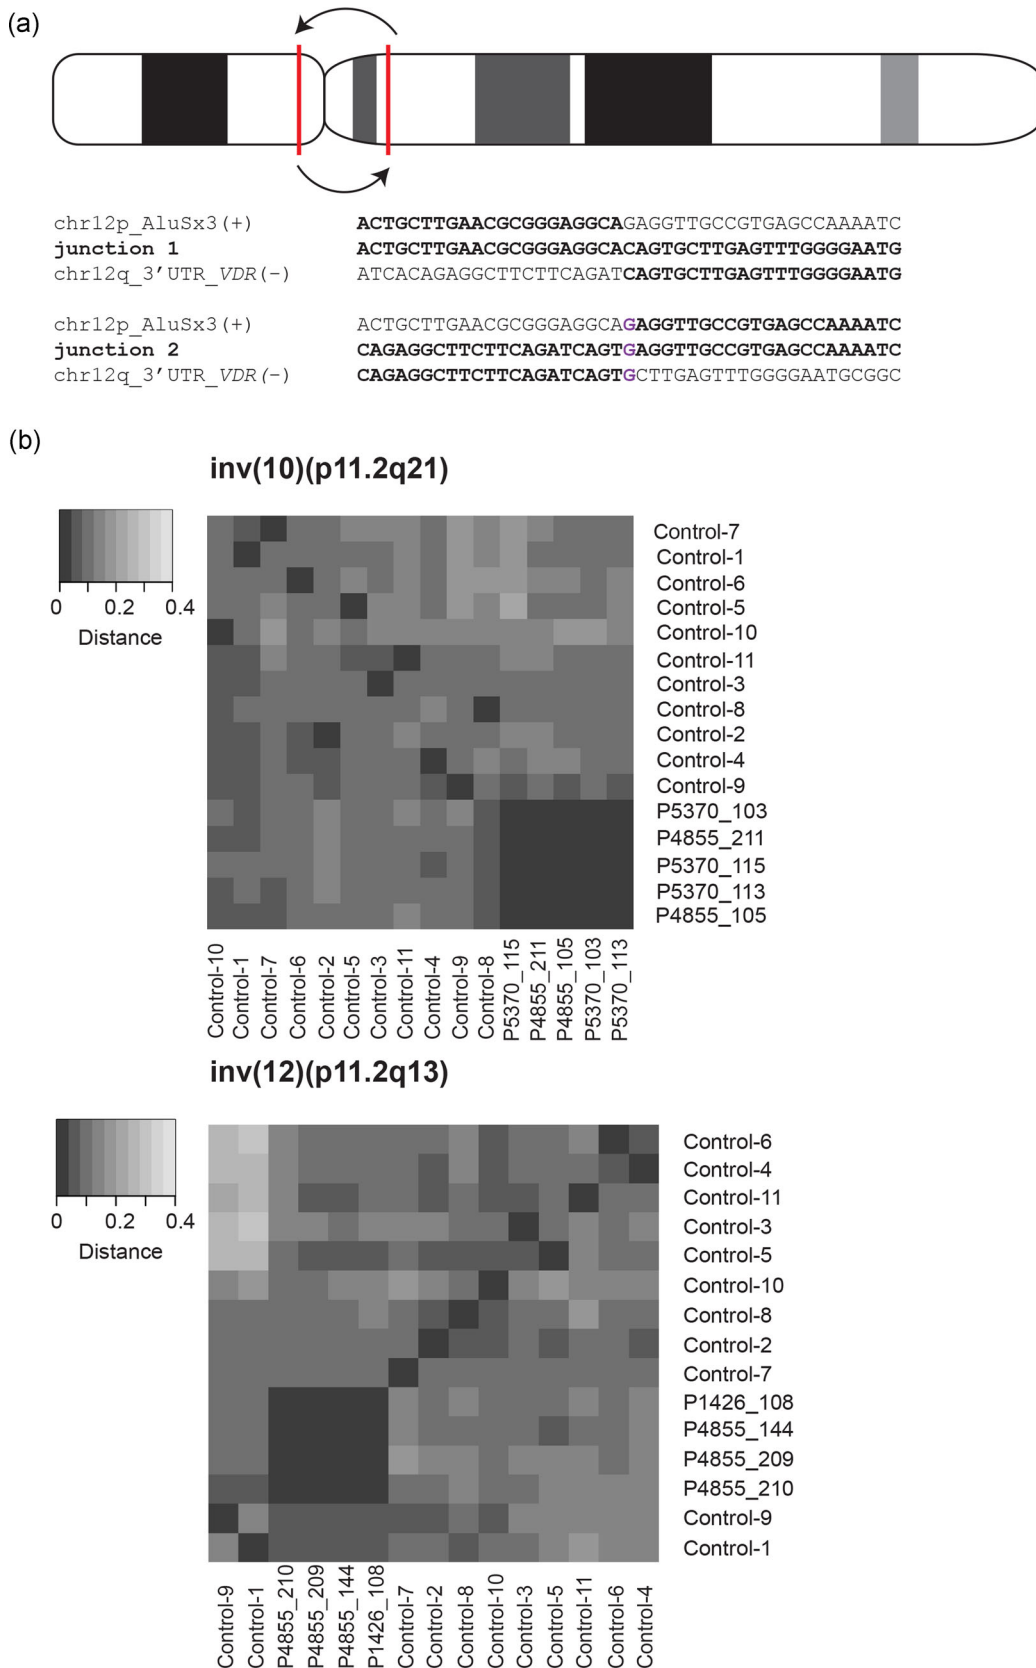 (a)
chr12p_AluSx3(+) ACTGCTTGAACGCGGGAGGCAGAGGTTGCCGTGAGCCAAAATC
junction 1 ACTGCTTGAACGCGGGAGGCACAGTGCTTGAGTTTGGGGAATG
chr12q_3'UTR_VDR(-) ATCACAGAGGCTTCTTCAGATCAGTGCTTGAGTTTGGGGAATG
chr12p_AluSx3(+) ACTGCTTGAACGCGGGAGGCAGAGGTTGCCGTGAGCCAAAATC
junction 2 CAGAGGCTTCTTCAGATCAGTGAGGTTGCCGTGAGCCAAAATC
chr12q_3'UTR_VDR(-) CAGAGGCTTCTTCAGATCAGTGCTTGAGTTTGGGGAATGCGGC
(b)
inv(10)(p11.2q21)
0 0.2 0.4
Distance
Control-7
Control-1
Control-6
Control-5
Control-10
Control-11
Control-3
Control-8
Control-2
Control-4
Control-9
P5370_103
P4855_211
P5370_115
P5370_113
P4855_105
Control-10
Control-1
Control-7
Control-6
Control-2
Control-5
Control-3
Control-11
Control-4
Control-9
Control-8
P5370_115
P4855_211
P4855_105
P5370_103
P5370_113
inv(12)(p11.2q13)
0 0.2 0.4
Distance
Control-6
Control-4
Control-11
Control-3
Control-5
Control-10
Control-8
Control-2
Control-7
P1426_108
P4855_144
P4855_209
P4855_210
Control-9
Control-1
Control-9
Control-1
P4855_210
P4855_209
P4855_144
P1426_108
Control-7
Control-2
Control-8
Control-10
Control-3
Control-5
Control-11
Control-6
Control-4